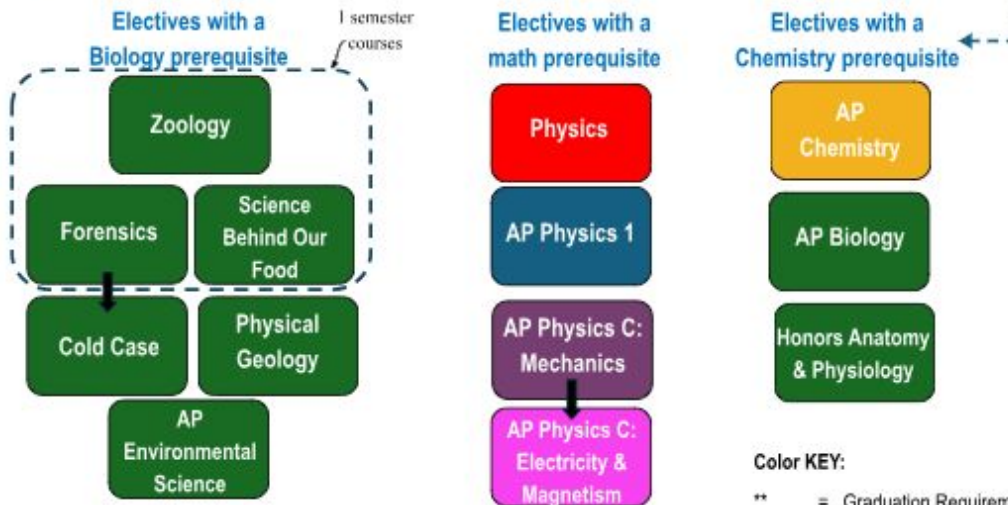 Electives with a
Biology prerequisite
1 semester
courses
Zoology
Forensics
Science
Behind Our
Food
Cold Case
Physical
Geology
AP
Environmental
Science
Electives with a
math prerequisite
Physics
AP Physics 1
AP Physics C:
Mechanics
AP Physics C:
Electricity &
Magnetism
Electives with a
Chemistry prerequisite
AP
Chemistry
AP Biology
Honors Anatomy
& Physiology
Color KEY:
** = Graduation Requirem